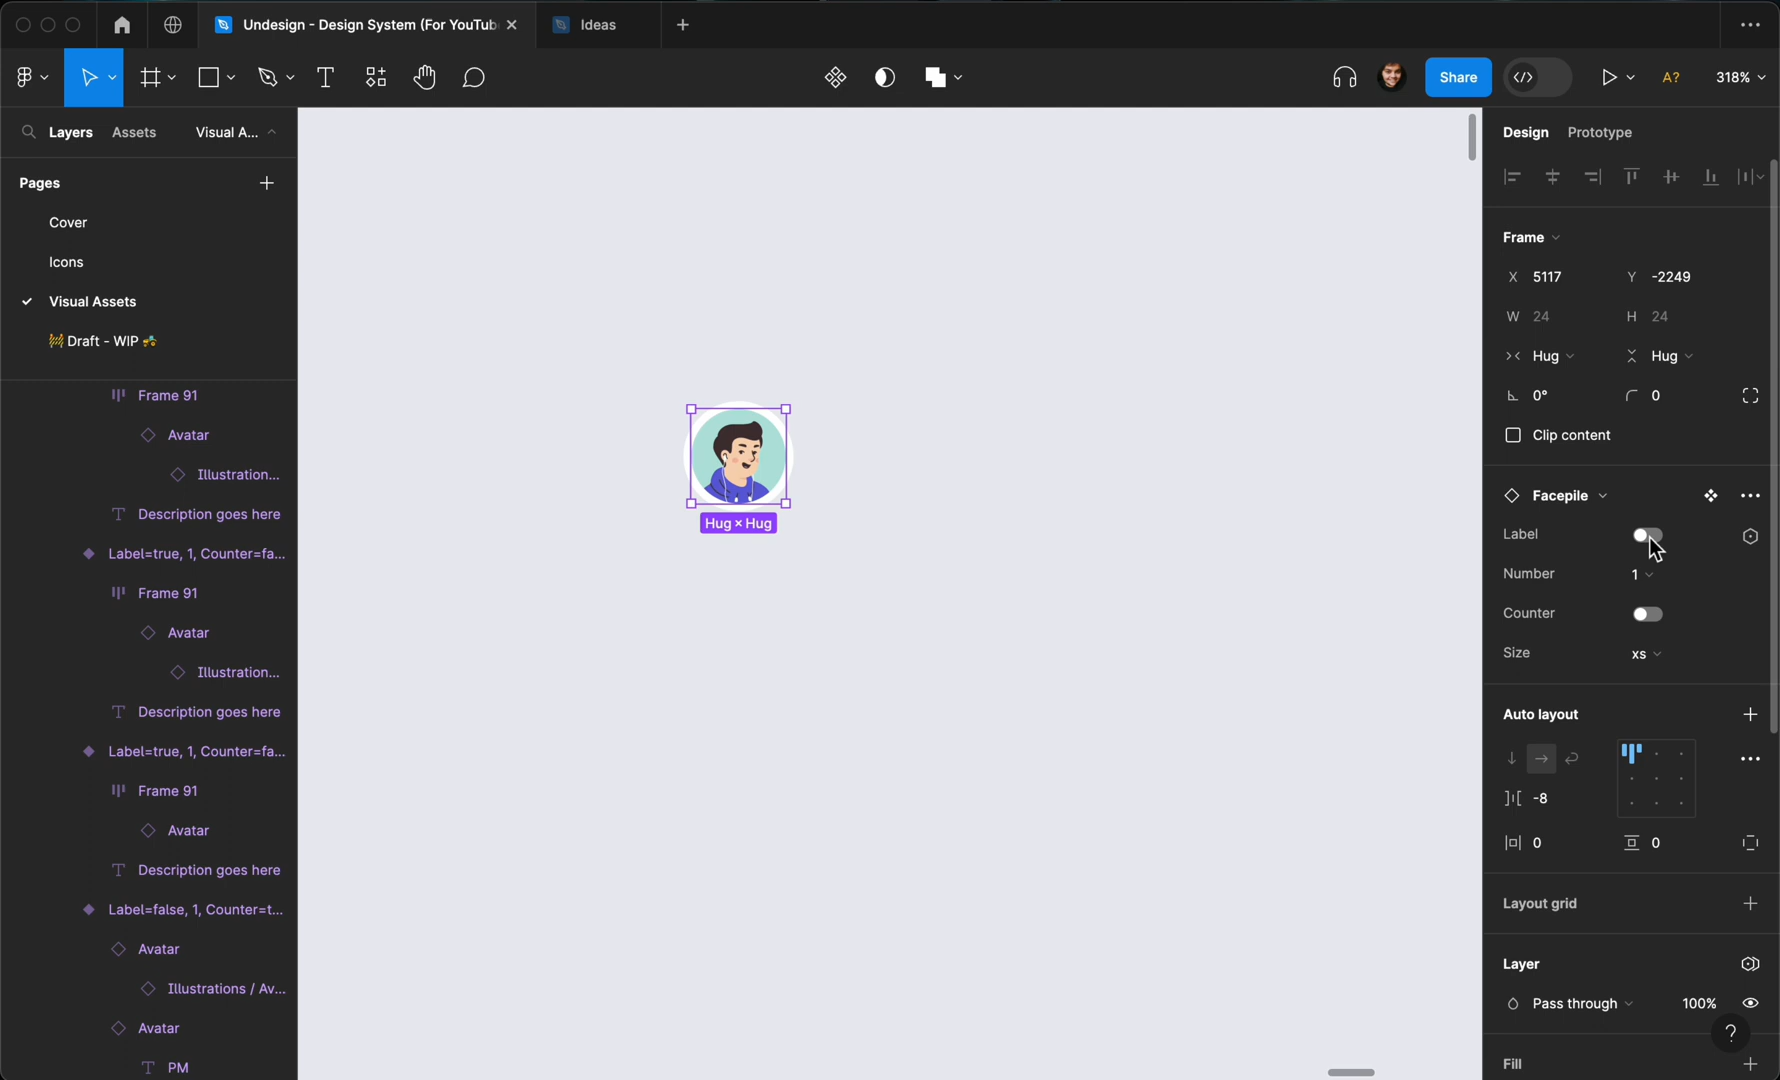 Undesign - Design System (For YouTub
Ideas
Share
A?
318%
Layers
Assets
Visual A...
Pages
Cover
Icons
Visual Assets
🚧 Draft - WIP 🚜
Frame 91
Avatar
Illustration...
Description goes here
Label=true, 1, Counter=fa...
Frame 91
Avatar
Illustration...
Description goes here
Label=true, 1, Counter=fa...
Frame 91
Avatar
Description goes here
Label=false, 1, Counter=t...
Avatar
Illustrations / Av...
Avatar
PM
Hug × Hug
Design
Prototype
Frame
X 5117 Y -2249
W 24 H 24
Hug Hug
0° 0
Clip content
Facepile
Label
Number 1
Counter
Size xs
Auto layout
-8
0 0
Layout grid
Layer
Pass through 100%
?
Fill